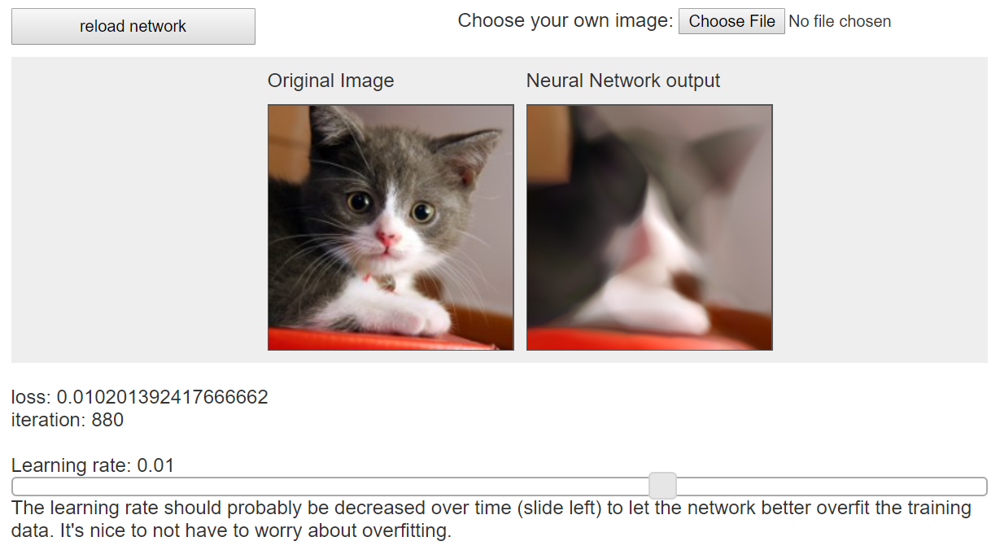 reload network
Choose your own image: Choose File No file chosen
Original Image
Neural Network output
loss: 0.010201392417666662
iteration: 880
Learning rate: 0.01
The learning rate should probably be decreased over time (slide left) to let the network better overfit the training
data. It's nice to not have to worry about overfitting.